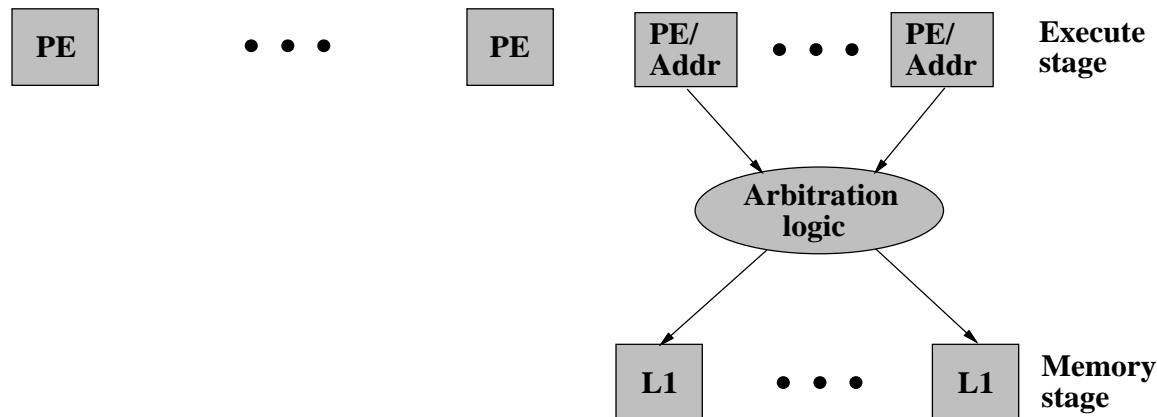 PE
PE
PE/
Addr
PE/
Addr
Execute
stage
Arbitration
logic
L1
L1
Memory
stage